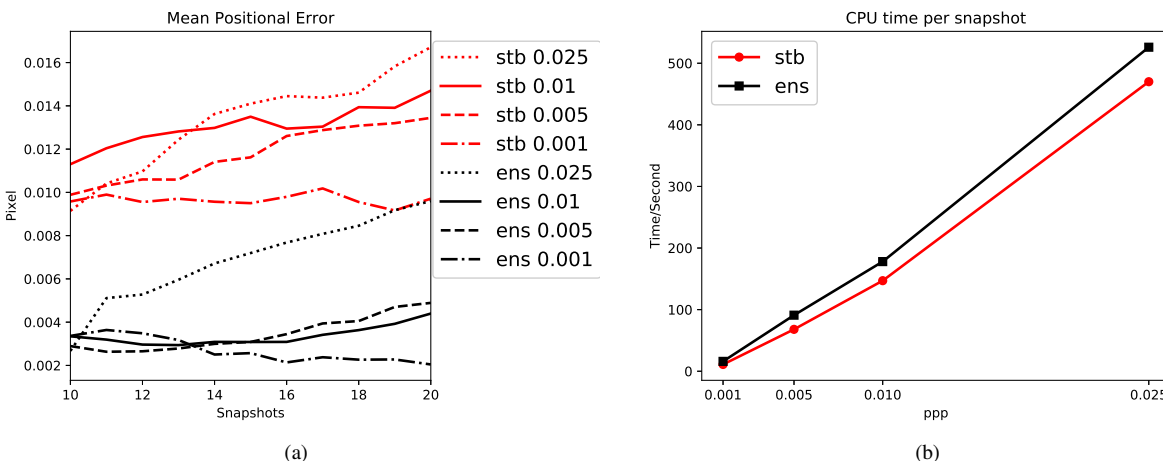 Mean Positional Error
0.016
0.014
0.012
0.010
0.008
0.006
0.004
0.002
Pixel
10
12
14
16
18
20
Snapshots
stb 0.025
stb 0.01
stb 0.005
stb 0.001
ens 0.025
ens 0.01
ens 0.005
ens 0.001
(a)
CPU time per snapshot
stb
ens
500
400
300
200
100
0
Time/Second
0.001
0.005
0.010
0.025
ppp
(b)